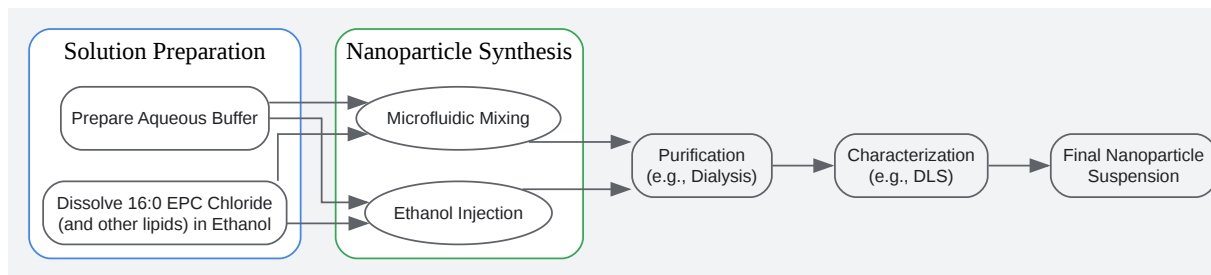 Solution Preparation
Nanoparticle Synthesis
Prepare Aqueous Buffer
Microfluidic Mixing
Dissolve 16:0 EPC Chloride
(and other lipids) in Ethanol
Ethanol Injection
Purification
(e.g., Dialysis)
Characterization
(e.g., DLS)
Final Nanoparticle
Suspension